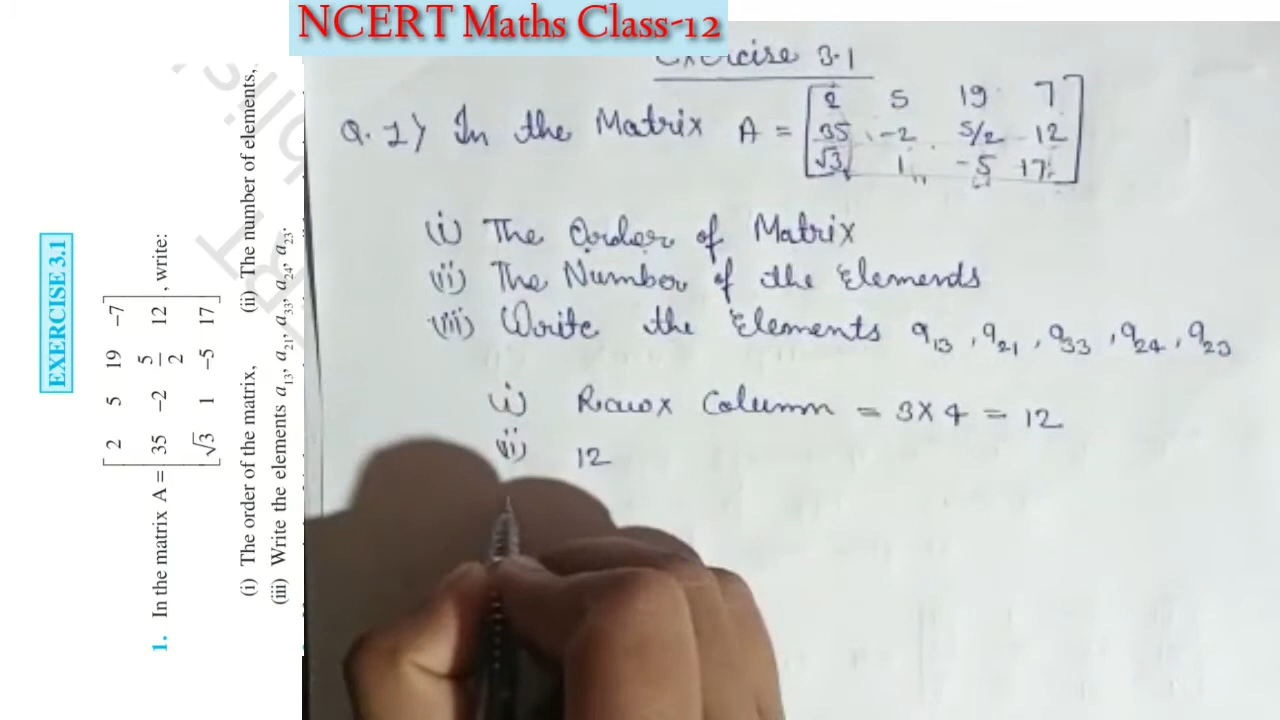 NCERT Maths Class-12
EXERCISE 3.1
1. In the matrix A = [2 5 19 −7
35 −2 5/2 12
√3 1 −5 17], write:
(i) The order of the matrix, (ii) The number of elements,
(iii) Write the elements a₁₃, a₂₁, a₃₃, a₂₄, a₂₃.
Exercise 3.1
Q. 1) In the Matrix A = [2 5 19 7
35 -2 5/2 12
√3 1 -5 17]
(i) The Order of Matrix
(ii) The Number of the Elemends
(iii) Write the Elements a₁₃, a₂₁, a₃₃, a₂₄, a₂₃
i) Row x Column = 3 x 4 = 12
ii) 12